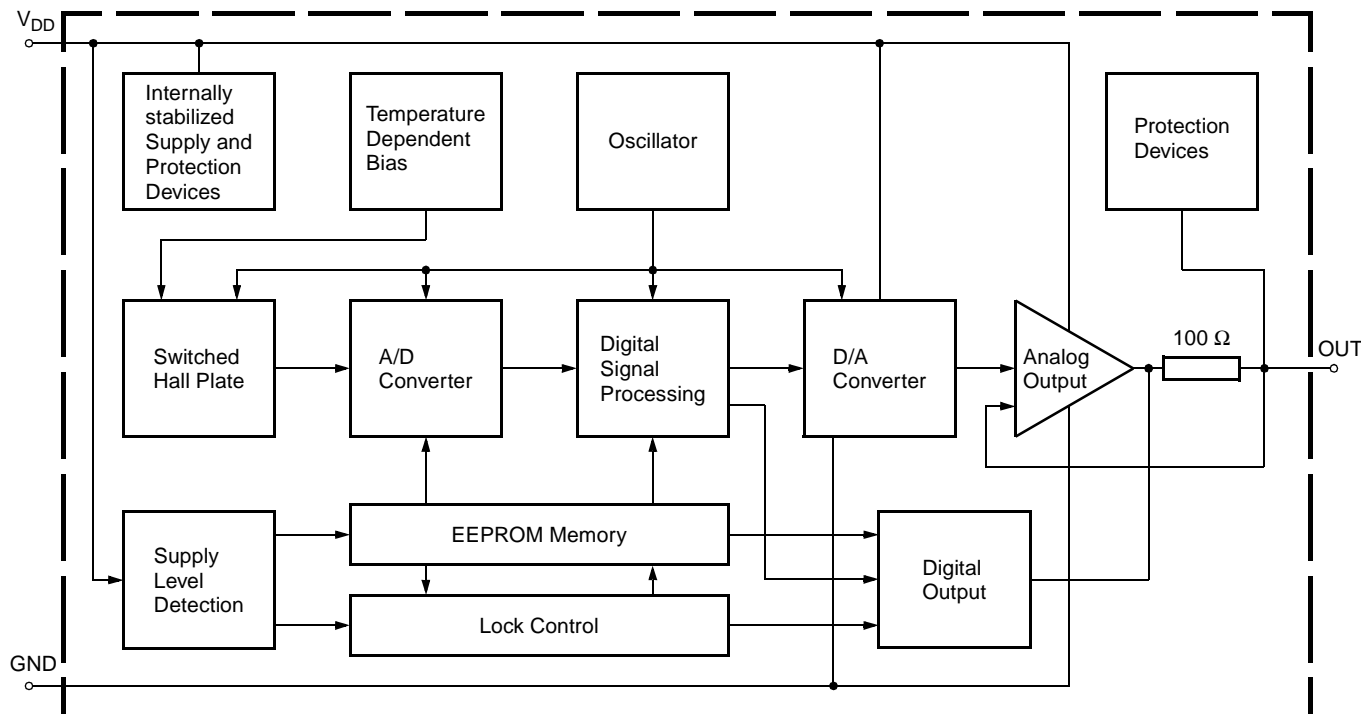 VDD
Internally
stabilized
Supply and
Protection
Devices
Temperature
Dependent
Bias
Oscillator
Protection
Devices
Switched
Hall Plate
A/D
Converter
Digital
Signal
Processing
D/A
Converter
Analog
Output
100 Ω
OUT
Supply
Level
Detection
EEPROM Memory
Lock Control
Digital
Output
GND